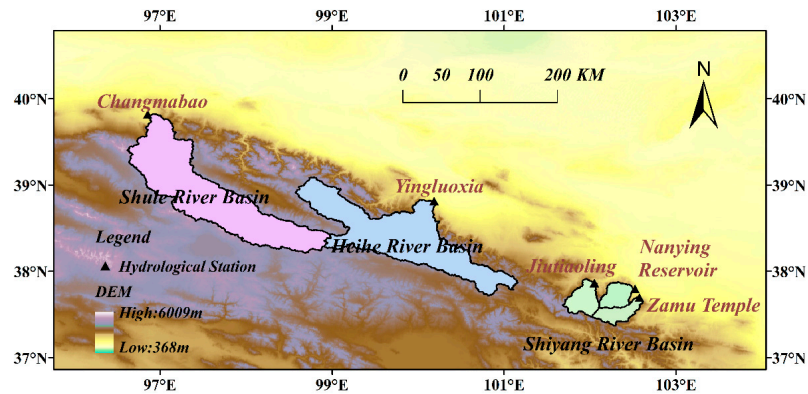 97°E 99°E 101°E 103°E
0 50 100 200 KM
N
40°N 40°N
Changmabao
39°N 39°N
Yingluoxia
Shule River Basin
Legend
Heihe River Basin
Nanying
Reservoir
Jiutiaoling
38°N 38°N
Hydrological Station
DEM
Zamu Temple
High:6009m
Low:368m
Shiyang River Basin
37°N 37°N
97°E 99°E 101°E 103°E